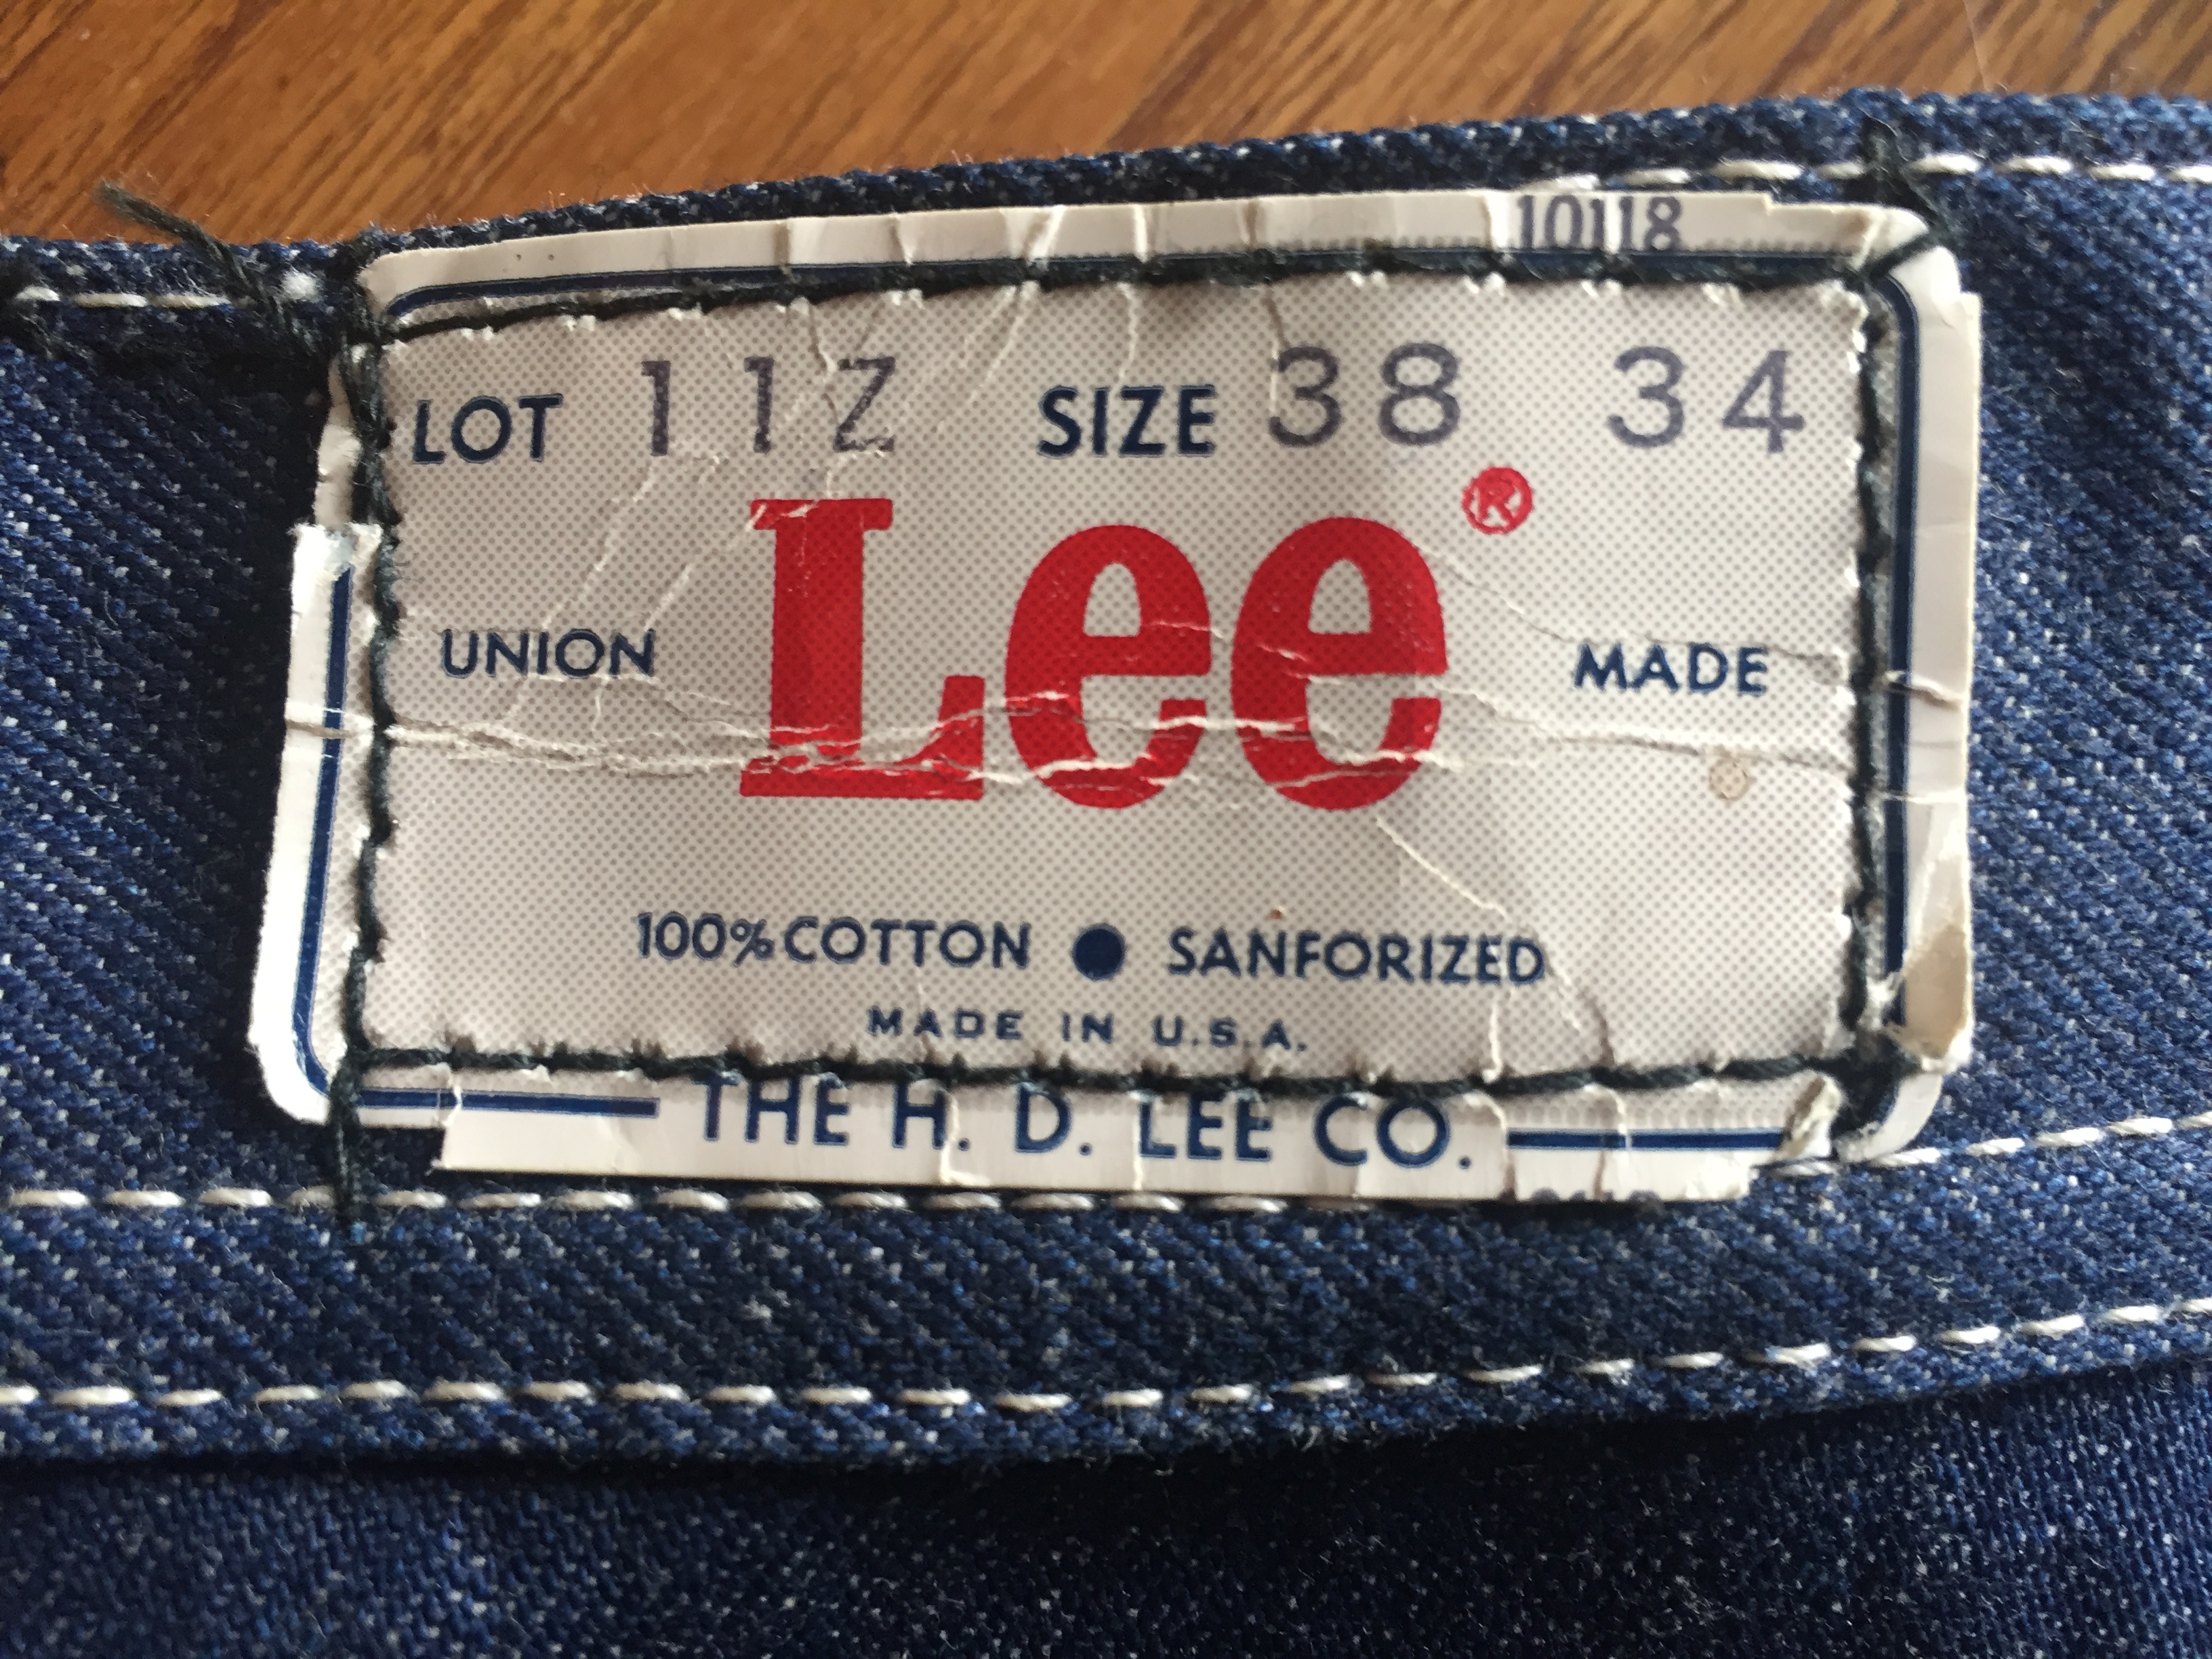 10118
LOT 11Z SIZE 38 34
Lee®
UNION MADE
100% COTTON ● SANFORIZED
MADE IN U.S.A.
THE H. D. LEE CO.